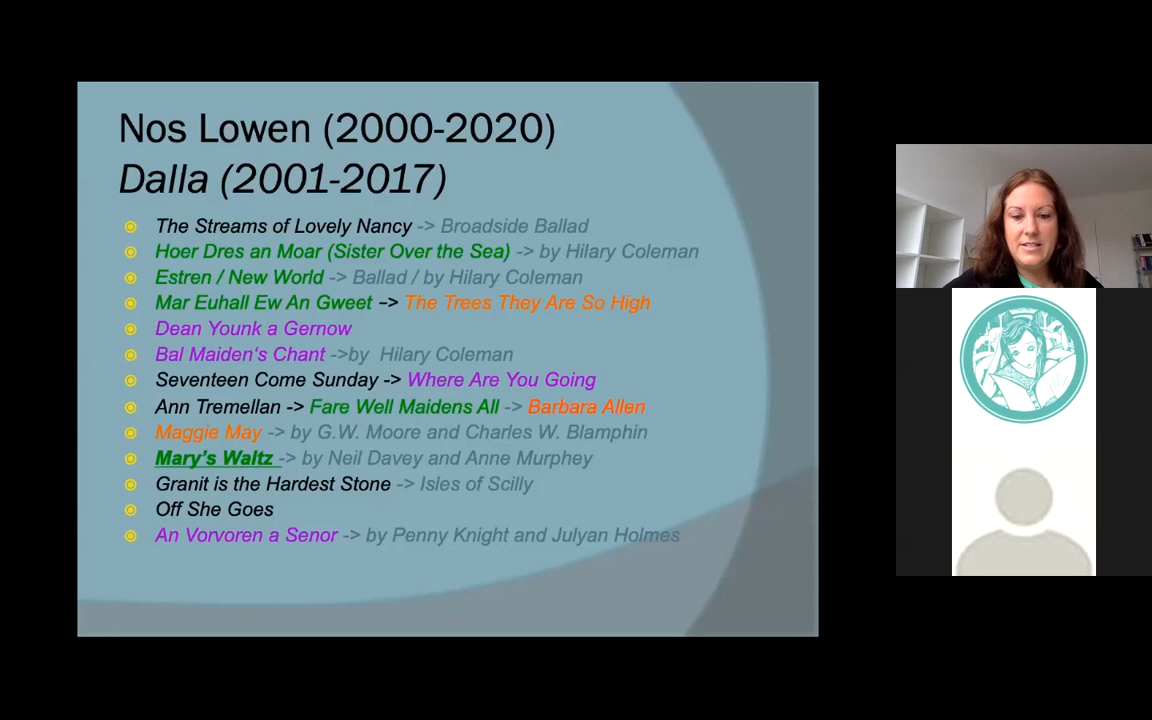 Nos Lowen (2000-2020)
Dalla (2001-2017)
The Streams of Lovely Nancy -> Broadside Ballad
Hoer Dres an Moar (Sister Over the Sea) -> by Hilary Coleman
Estren / New World -> Ballad / by Hilary Coleman
Mar Euhall Ew An Gweet –> The Trees They Are So High
Dean Younk a Gernow
Bal Maiden‘s Chant ->by Hilary Coleman
Seventeen Come Sunday -> Where Are You Going
Ann Tremellan -> Fare Well Maidens All -> Barbara Allen
Maggie May -> by G.W. Moore and Charles W. Blamphin
Mary’s Waltz -> by Neil Davey and Anne Murphey
Granit is the Hardest Stone -> Isles of Scilly
Off She Goes
An Vorvoren a Senor -> by Penny Knight and Julyan Holmes